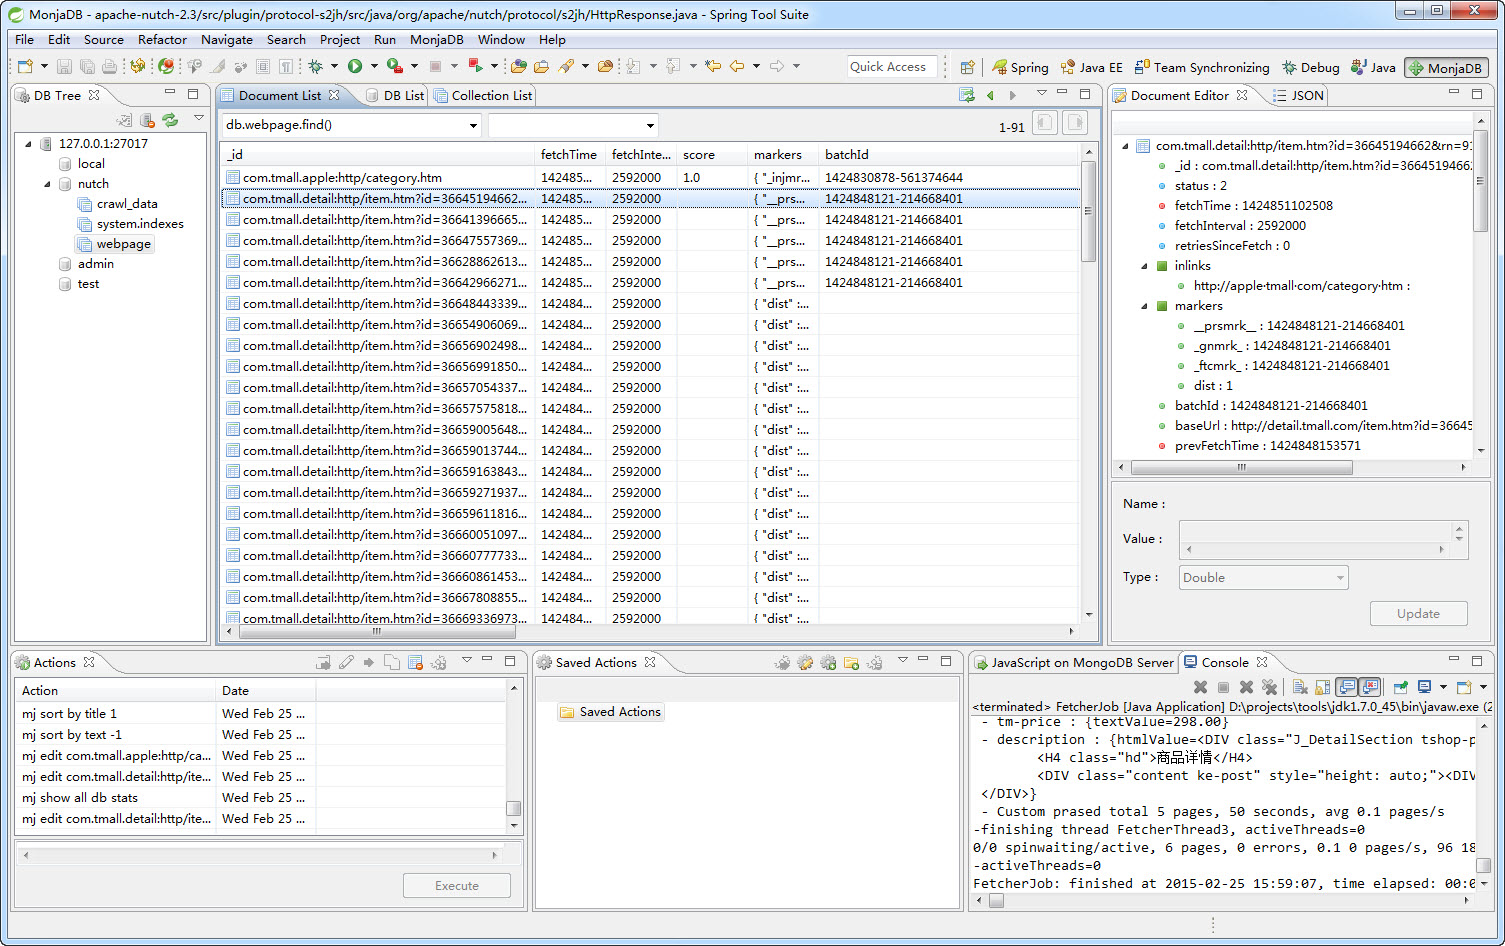 MonjaDB - apache-nutch-2.3/src/plugin/protocol-s2jh/src/java/org/apache/nutch/protocol/s2jh/HttpResponse.java - Spring Tool Suite
File Edit Source Refactor Navigate Search Project Run MonjaDB Window Help
Quick Access
Spring Java EE Team Synchronizing Debug Java MonjaDB
DB Tree
127.0.0.1:27017
local
nutch
crawl_data
system.indexes
webpage
admin
test
Document List DB List Collection List
db.webpage.find()
1-91
_id fetchTime fetchInte... score markers batchId
com.tmall.apple:http/category.htm 142485... 2592000 1.0 { "_injmr... 1424830878-561374644
com.tmall.detail:http/item.htm?id=36645194662... 142485... 2592000 { "__prs... 1424848121-214668401
com.tmall.detail:http/item.htm?id=36641396665... 142485... 2592000 { "__prs... 1424848121-214668401
com.tmall.detail:http/item.htm?id=36647557369... 142485... 2592000 { "__prs... 1424848121-214668401
com.tmall.detail:http/item.htm?id=36628862613... 142485... 2592000 { "__prs... 1424848121-214668401
com.tmall.detail:http/item.htm?id=36642966271... 142485... 2592000 { "__prs... 1424848121-214668401
com.tmall.detail:http/item.htm?id=36648443339... 142484... 2592000 { "dist" :...
com.tmall.detail:http/item.htm?id=36654906069... 142484... 2592000 { "dist" :...
com.tmall.detail:http/item.htm?id=36656902498... 142484... 2592000 { "dist" :...
com.tmall.detail:http/item.htm?id=36656991850... 142484... 2592000 { "dist" :...
com.tmall.detail:http/item.htm?id=36657054337... 142484... 2592000 { "dist" :...
com.tmall.detail:http/item.htm?id=36657575818... 142484... 2592000 { "dist" :...
com.tmall.detail:http/item.htm?id=36659005648... 142484... 2592000 { "dist" :...
com.tmall.detail:http/item.htm?id=36659013744... 142484... 2592000 { "dist" :...
com.tmall.detail:http/item.htm?id=36659163843... 142484... 2592000 { "dist" :...
com.tmall.detail:http/item.htm?id=36659271937... 142484... 2592000 { "dist" :...
com.tmall.detail:http/item.htm?id=36659611816... 142484... 2592000 { "dist" :...
com.tmall.detail:http/item.htm?id=36660051097... 142484... 2592000 { "dist" :...
com.tmall.detail:http/item.htm?id=36660777733... 142484... 2592000 { "dist" :...
com.tmall.detail:http/item.htm?id=36660861453... 142484... 2592000 { "dist" :...
com.tmall.detail:http/item.htm?id=36667808855... 142484... 2592000 { "dist" :...
com.tmall.detail:http/item.htm?id=36669336973... 142484... 2592000 { "dist" :...
Document Editor JSON
com.tmall.detail:http/item.htm?id=36645194662&rn=91
_id : com.tmall.detail:http/item.htm?id=36645194662
status : 2
fetchTime : 1424851102508
fetchInterval : 2592000
retriesSinceFetch : 0
inlinks
http://apple·tmall·com/category·htm :
markers
__prsmrk__ : 1424848121-214668401
_gnmrk_ : 1424848121-214668401
_ftcmrk_ : 1424848121-214668401
dist : 1
batchId : 1424848121-214668401
baseUrl : http://detail.tmall.com/item.htm?id=36645
prevFetchTime : 1424848153571
Name :
Value :
Type : Double
Update
Actions
Action Date
mj sort by title 1 Wed Feb 25 ...
mj sort by text -1 Wed Feb 25 ...
mj edit com.tmall.apple:http/ca... Wed Feb 25 ...
mj edit com.tmall.detail:http/ite... Wed Feb 25 ...
mj show all db stats Wed Feb 25 ...
mj edit com.tmall.detail:http/ite... Wed Feb 25 ...
Execute
Saved Actions
Saved Actions
JavaScript on MongoDB Server Console
<terminated> FetcherJob [Java Application] D:\projects\tools\jdk1.7.0_45\bin\javaw.exe (2
- tm-price : {textValue=298.00}
- description : {htmlValue=<DIV class="J_DetailSection tshop-p
<H4 class="hd">商品详情</H4>
<DIV class="content ke-post" style="height: auto;"><DIV
</DIV>}
- Custom prased total 5 pages, 50 seconds, avg 0.1 pages/s
-finishing thread FetcherThread3, activeThreads=0
0/0 spinwaiting/active, 6 pages, 0 errors, 0.1 0 pages/s, 96 18
-activeThreads=0
FetcherJob: finished at 2015-02-25 15:59:07, time elapsed: 00:0